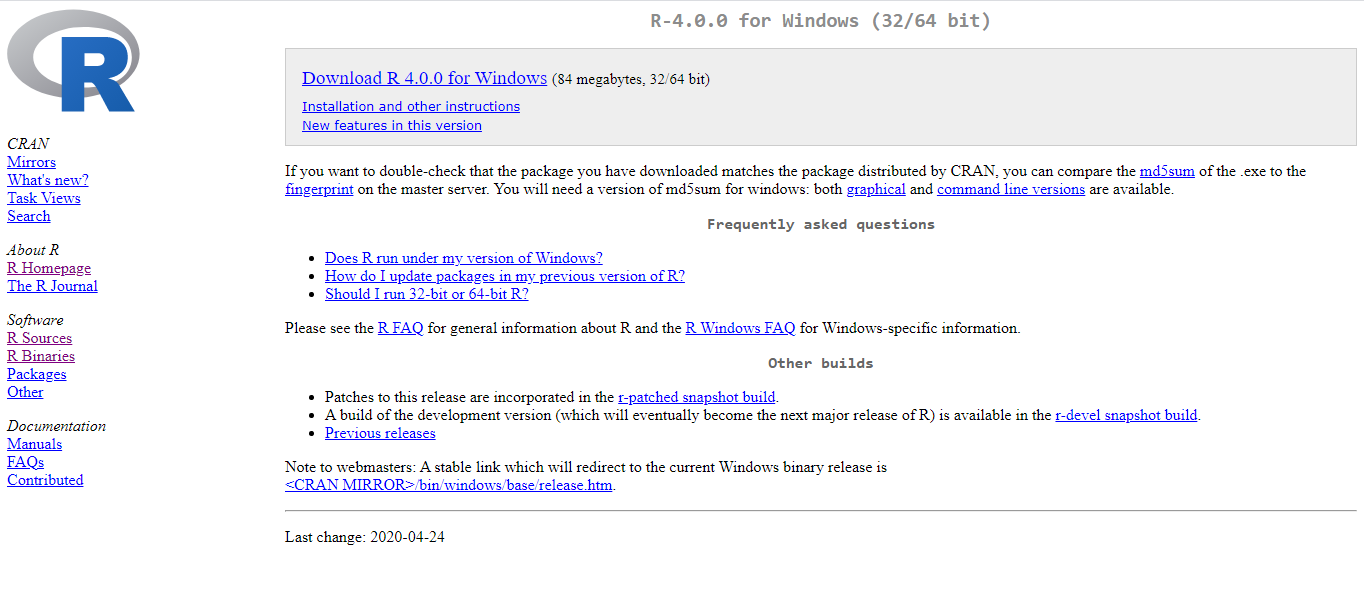 R
CRAN
Mirrors
What's new?
Task Views
Search
About R
R Homepage
The R Journal
Software
R Sources
R Binaries
Packages
Other
Documentation
Manuals
FAQs
Contributed
R-4.0.0 for Windows (32/64 bit)
Download R 4.0.0 for Windows (84 megabytes, 32/64 bit)
Installation and other instructions
New features in this version
If you want to double-check that the package you have downloaded matches the package distributed by CRAN, you can compare the md5sum of the .exe to the
fingerprint on the master server. You will need a version of md5sum for windows: both graphical and command line versions are available.
Frequently asked questions
• Does R run under my version of Windows?
• How do I update packages in my previous version of R?
• Should I run 32-bit or 64-bit R?
Please see the R FAQ for general information about R and the R Windows FAQ for Windows-specific information.
Other builds
• Patches to this release are incorporated in the r-patched snapshot build.
• A build of the development version (which will eventually become the next major release of R) is available in the r-devel snapshot build.
• Previous releases
Note to webmasters: A stable link which will redirect to the current Windows binary release is
<CRAN MIRROR>/bin/windows/base/release.htm.
Last change: 2020-04-24